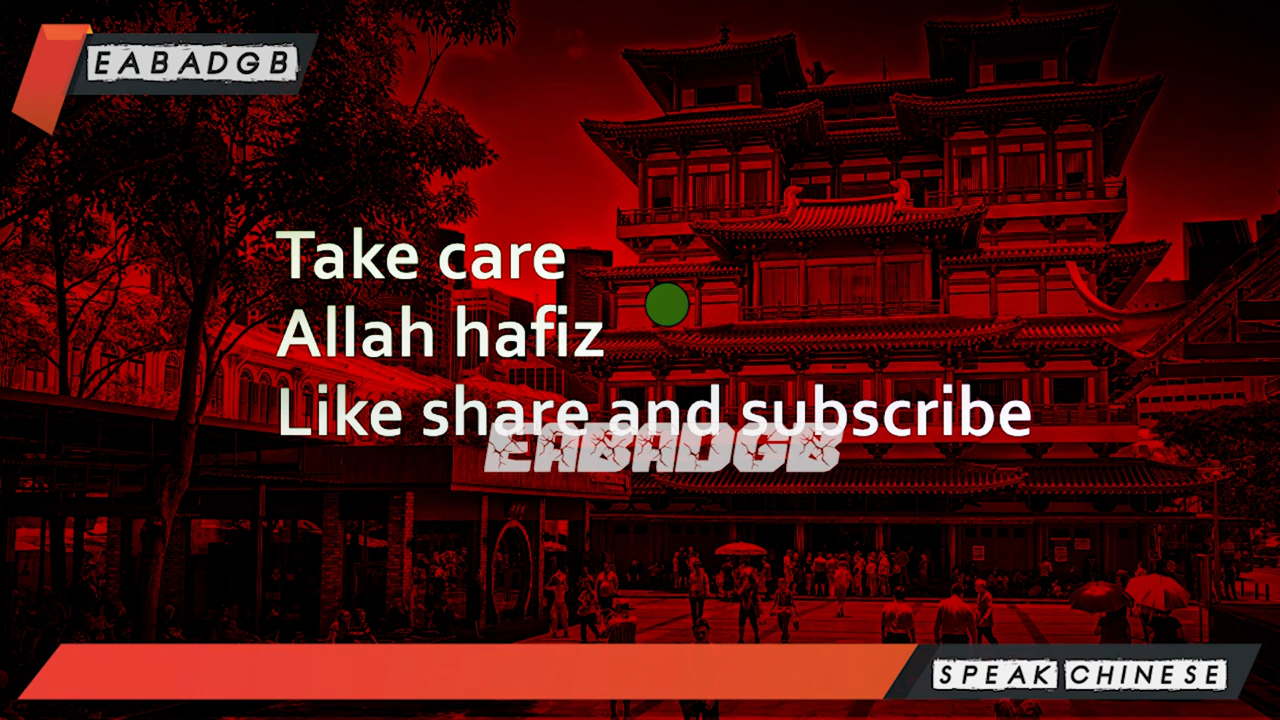 EABADGB
Take care
Allah hafiz
Like share and subscribe
EABADGB
SPEAK CHINESE